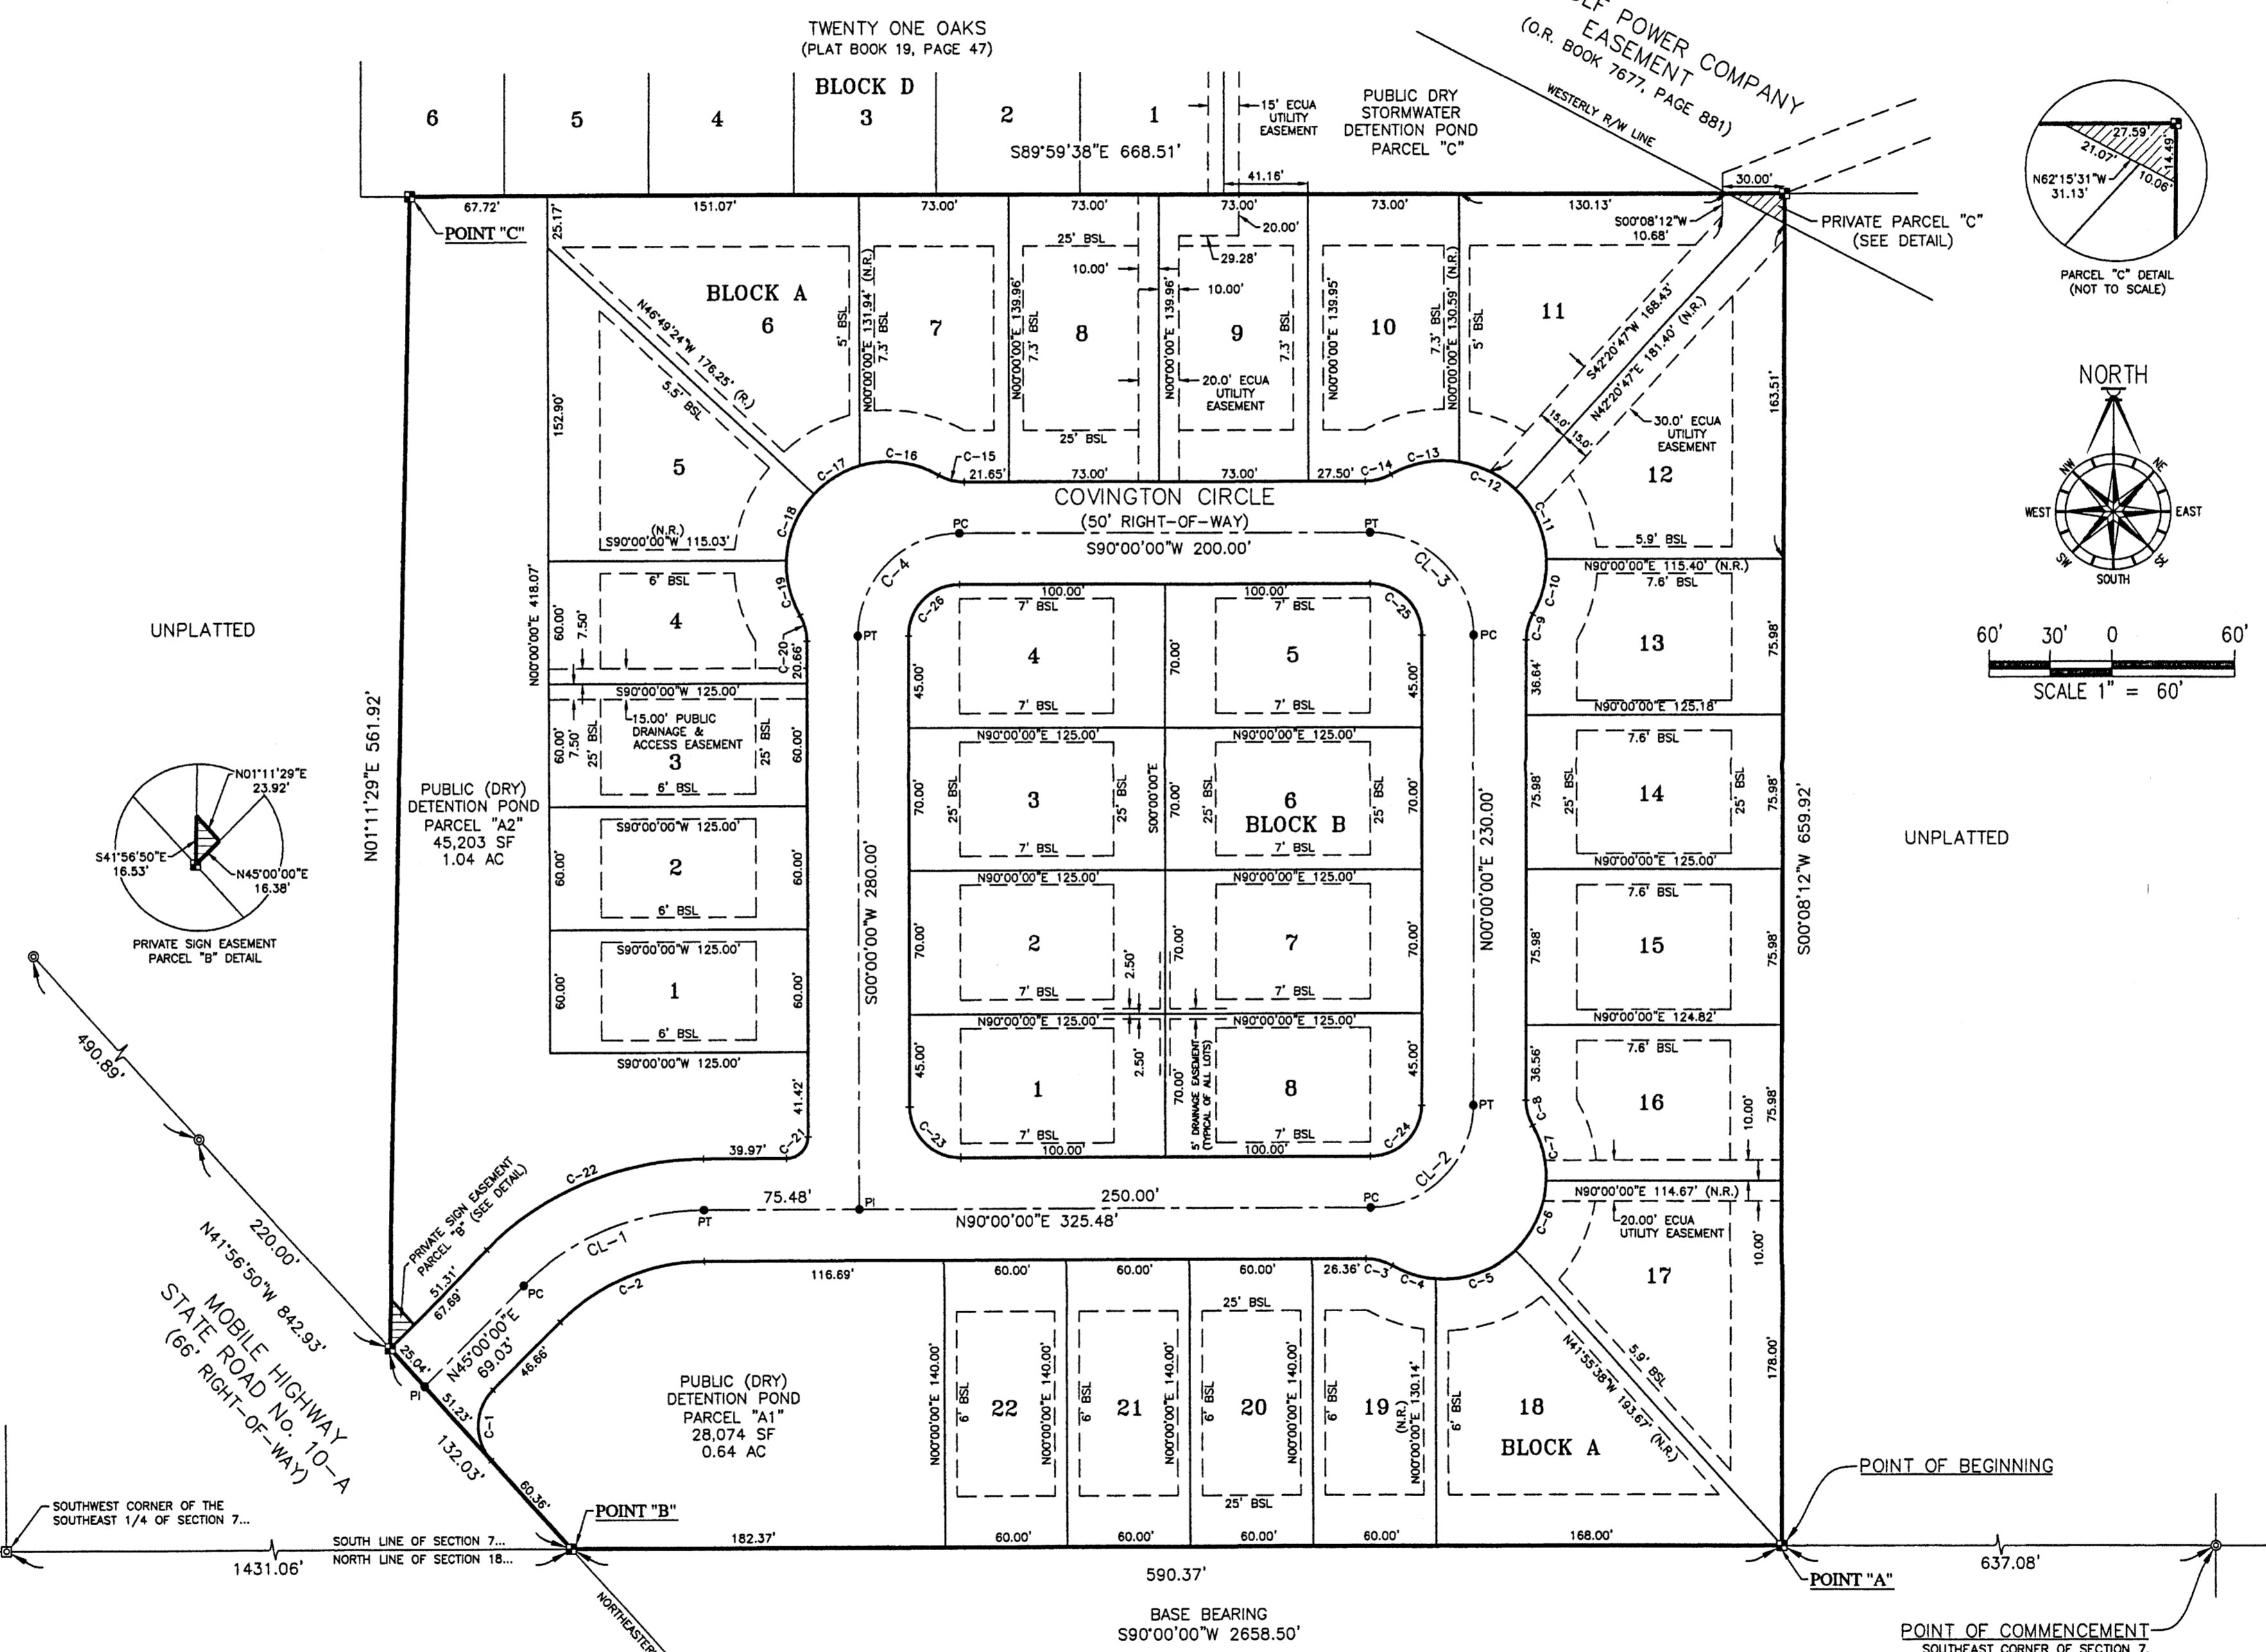 TWENTY ONE OAKS
(PLAT BOOK 19, PAGE 47)
BLOCK D
6
5
4
3
2
1
S89°59'38"E 668.51'
15' ECUA
UTILITY
EASEMENT
41.16'
PUBLIC DRY
STORMWATER
DETENTION POND
PARCEL "C"
POWER COMPANY
EASEMENT
(O.R. BOOK 7677, PAGE 881)
WESTERLY R/W LINE
30.00'
PRIVATE PARCEL "C"
(SEE DETAIL)
27.59'
21.07'
14.49'
10.06'
N62°15'31"W
31.13'
PARCEL "C" DETAIL
(NOT TO SCALE)
67.72'
151.07'
73.00'
73.00'
73.00'
73.00'
130.13'
S00°08'12"W
10.68'
POINT "C"
25.17'
BLOCK A
6
N46°49'24"W 176.25' (R.)
5.5' BSL
5' BSL
N00°00'00"E 131.94' (N.R.)
7.3' BSL
7
N00°00'00"E 139.96'
7.3' BSL
25' BSL
8
25' BSL
10.00'
N00°00'00"E 139.96'
20.00'
29.28'
10.00'
9
7.3' BSL
20.0' ECUA
UTILITY
EASEMENT
N00°00'00"E 139.95'
10
7.3' BSL
N00°00'00"E 130.59' (N.R.)
5' BSL
11
S42°20'47"W 168.43'
N42°20'47"E 181.40' (N.R.)
15.0'
15.0'
30.0' ECUA
UTILITY
EASEMENT
12
163.51'
5.9' BSL
NORTH
NW
NE
WEST
EAST
SW
SE
SOUTH
60'
30'
0
60'
SCALE 1" = 60'
152.90'
5
(N.R.)
S90°00'00"W 115.03'
C-18
C-17
C-16
C-15
21.65'
73.00'
73.00'
27.50'
C-14
C-13
C-12
C-11
COVINGTON CIRCLE
(50' RIGHT-OF-WAY)
PC
PT
S90°00'00"W 200.00'
C-4
CL-3
N90°00'00"E 115.40' (N.R.)
7.6' BSL
C-10
C-9
13
75.98'
36.64'
N90°00'00"E 125.18'
UNPLATTED
N00°00'00"E 418.07'
60.00'
7.50'
6' BSL
4
C-19
C-20
20.66'
S90°00'00"W 125.00'
PT
C-26
100.00'
7' BSL
100.00'
7' BSL
C-25
PC
4
5
45.00'
70.00'
45.00'
7' BSL
7' BSL
N90°00'00"E 125.00'
N90°00'00"E 125.00'
60.00'
7.50'
25' BSL
15.00' PUBLIC
DRAINAGE &
ACCESS EASEMENT
3
25' BSL
60.00'
6' BSL
S90°00'00"W 125.00'
N01°11'29"E 561.92'
PUBLIC (DRY)
DETENTION POND
PARCEL "A2"
45,203 SF
1.04 AC
N01°11'29"E
23.92'
S41°56'50"E
16.53'
N45°00'00"E
16.38'
PRIVATE SIGN EASEMENT
PARCEL "B" DETAIL
70.00'
25' BSL
3
25' BSL
S00°00'00"E
70.00'
25' BSL
6
BLOCK B
25' BSL
70.00'
7' BSL
7' BSL
N90°00'00"E 125.00'
N90°00'00"E 125.00'
7.6' BSL
75.98'
25' BSL
14
25' BSL
75.98'
N90°00'00"E 125.00'
S00°08'12"W 659.92'
UNPLATTED
60.00'
2
60.00'
6' BSL
S90°00'00"W 125.00'
60.00'
1
60.00'
6' BSL
S90°00'00"W 125.00'
S00°00'00"W 280.00'
70.00'
2
7' BSL
2.50'
70.00'
7
70.00'
7' BSL
N90°00'00"E 125.00'
N90°00'00"E 125.00'
N00°00'00"E 230.00'
7.6' BSL
75.98'
15
75.98'
N90°00'00"E 124.82'
45.00'
1
2.50'
70.00'
5' DRAINAGE EASEMENT
(TYPICAL OF ALL LOTS)
8
45.00'
7' BSL
7' BSL
C-23
100.00'
100.00'
C-24
PT
36.56'
7.6' BSL
16
C-8
C-7
10.00'
75.98'
N90°00'00"E 114.67' (N.R.)
490.89'
220.00'
N41°56'50"W 842.93'
MOBILE HIGHWAY
STATE ROAD No. 10-A
(66' RIGHT-OF-WAY)
41.42'
C-21
39.97'
C-22
PRIVATE SIGN EASEMENT
PARCEL "B" (SEE DETAIL)
75.48'
PI
250.00'
PC
CL-2
PT
N90°00'00"E 325.48'
CL-1
51.31'
67.69'
PC
C-2
116.69'
60.00'
60.00'
60.00'
26.36'
C-3
C-4
C-5
C-6
20.00' ECUA
UTILITY EASEMENT
10.00'
17
5.9' BSL
178.00'
N41°55'38"W 193.67' (N.R.)
N45°00'00"E
69.03'
46.66'
25.04'
PI
51.23'
C-1
132.03'
60.36'
PUBLIC (DRY)
DETENTION POND
PARCEL "A1"
28,074 SF
0.64 AC
N00°00'00"E 140.00'
6' BSL
22
N00°00'00"E 140.00'
6' BSL
21
N00°00'00"E 140.00'
6' BSL
25' BSL
20
25' BSL
N00°00'00"E 140.00'
6' BSL
19
(N.R.)
N00°00'00"E 130.14'
6' BSL
18
BLOCK A
POINT OF BEGINNING
SOUTHWEST CORNER OF THE
SOUTHEAST 1/4 OF SECTION 7...
POINT "B"
SOUTH LINE OF SECTION 7...
NORTH LINE OF SECTION 18...
1431.06'
182.37'
60.00'
60.00'
60.00'
60.00'
168.00'
637.08'
590.37'
POINT "A"
BASE BEARING
S90°00'00"W 2658.50'
POINT OF COMMENCEMENT
SOUTHEAST CORNER OF SECTION 7,